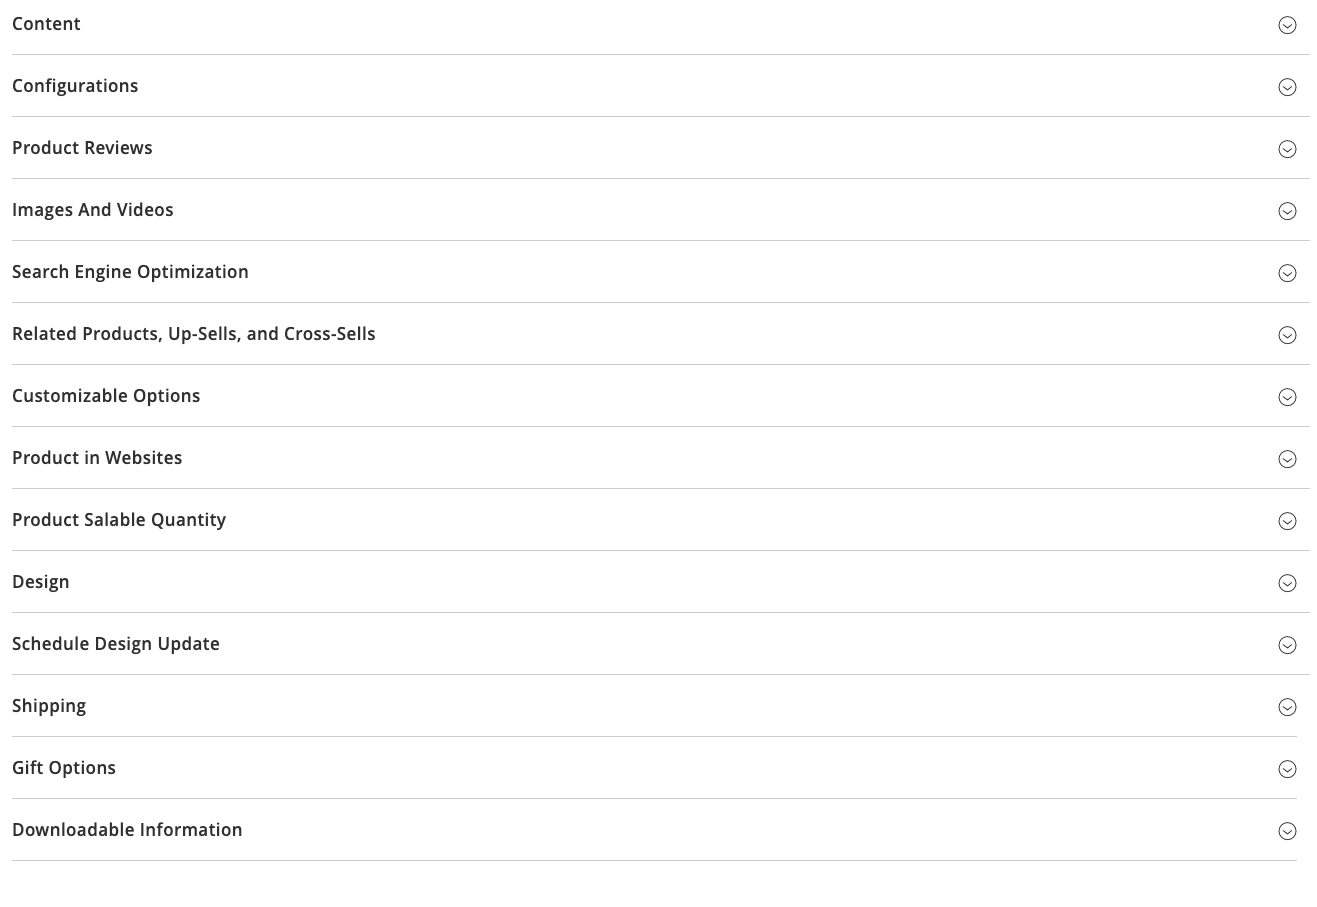 Content
Configurations
Product Reviews
Images And Videos
Search Engine Optimization
Related Products, Up-Sells, and Cross-Sells
Customizable Options
Product in Websites
Product Salable Quantity
Design
Schedule Design Update
Shipping
Gift Options
Downloadable Information